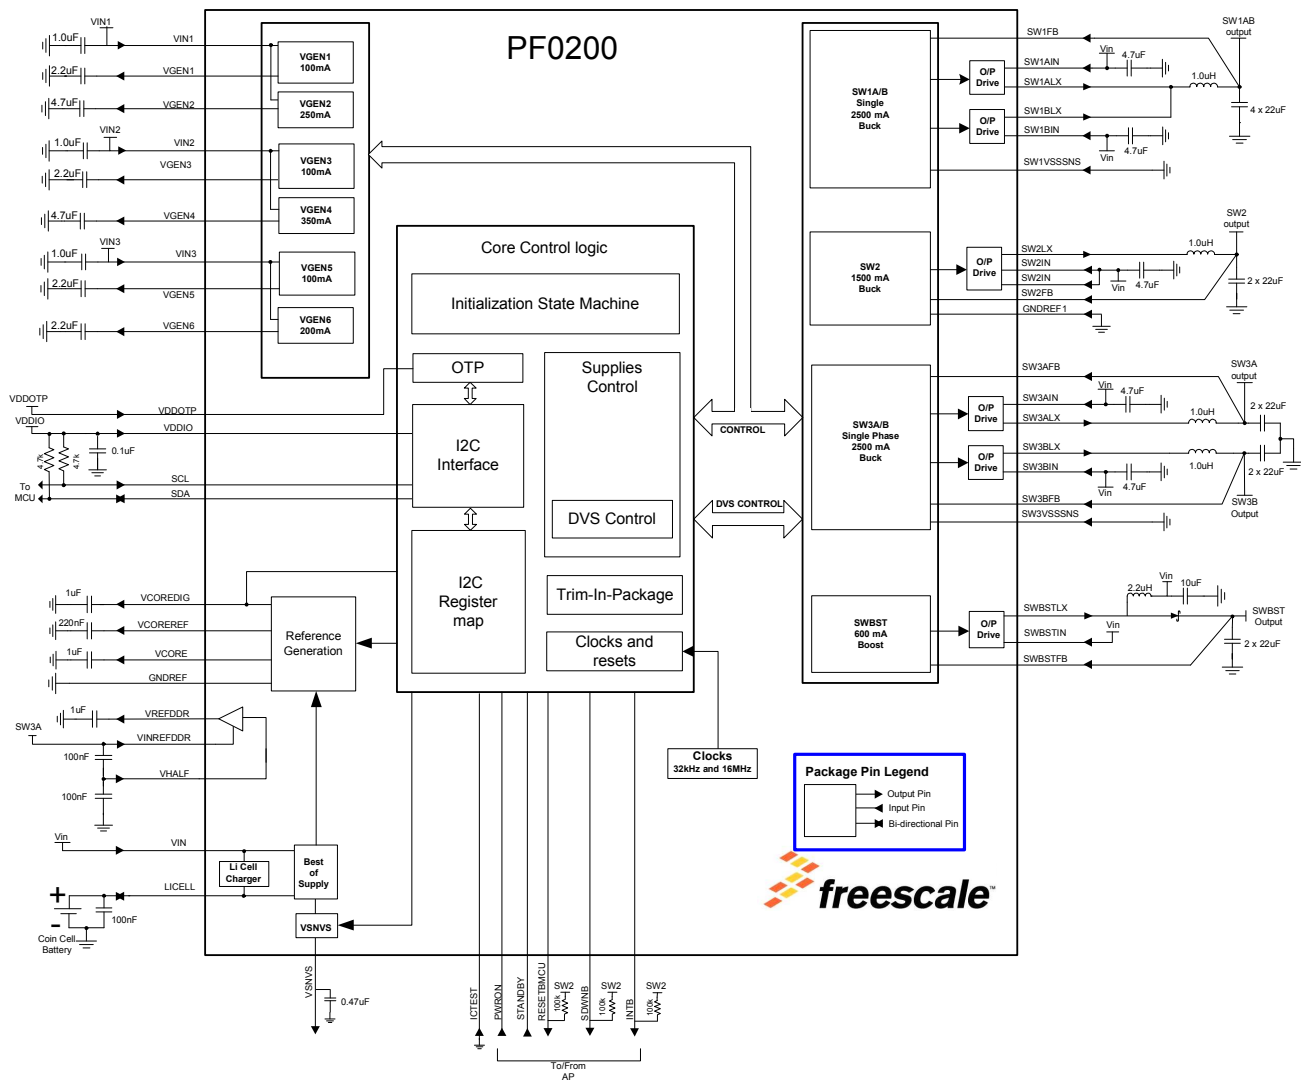 PF0200
VIN1
1.0uF
VIN1
VGEN1
100mA
2.2uF
VGEN1
4.7uF
VGEN2
VGEN2
250mA
VIN2
1.0uF
VIN2
VGEN3
VGEN3
100mA
2.2uF
4.7uF
VGEN4
VGEN4
350mA
VIN3
1.0uF
VIN3
VGEN5
100mA
2.2uF
VGEN5
2.2uF
VGEN6
VGEN6
200mA
VDDOTP
VDDOTP
VDDIO
VDDIO
4.7k
4.7k
0.1uF
To
MCU
SCL
SDA
Core Control logic
Initialization State Machine
OTP
I2C
Interface
I2C
Register
map
Supplies
Control
DVS Control
Trim-In-Package
Clocks and
resets
CONTROL
DVS CONTROL
1uF
VCOREDIG
220nF
VCOREREF
1uF
VCORE
GNDREF
Reference
Generation
1uF
VREFDDR
SW3A
VINREFDDR
100nF
VHALF
100nF
Vin
VIN
Li Cell
Charger
Best
of
Supply
LICELL
+
-
100nF
Coin Cell
Battery
VSNVS
VSNVS
0.47uF
ICTEST
PWRON
STANDBY
RESETBMCU
100k
SW2
SDWNB
100k
SW2
INTB
100k
SW2
To/From
AP
Clocks
32kHz and 16MHz
SW1A/B
Single
2500 mA
Buck
O/P
Drive
O/P
Drive
SW1FB
SW1AIN
Vin
4.7uF
SW1ALX
1.0uH
SW1AB
output
4 x 22uF
SW1BLX
SW1BIN
Vin
4.7uF
SW1VSSSNS
SW2
1500 mA
Buck
O/P
Drive
SW2LX
1.0uH
SW2
output
SW2IN
SW2IN
Vin
4.7uF
2 x 22uF
SW2FB
GNDREF1
SW3A/B
Single Phase
2500 mA
Buck
O/P
Drive
O/P
Drive
SW3AFB
SW3A
output
SW3AIN
Vin
4.7uF
SW3ALX
1.0uH
2 x 22uF
SW3BLX
1.0uH
2 x 22uF
SW3BIN
Vin
4.7uF
SW3BFB
SW3B
Output
SW3VSSSNS
SWBST
600 mA
Boost
O/P
Drive
SWBSTLX
2.2uH
Vin
10uF
SWBST
Output
SWBSTIN
Vin
2 x 22uF
SWBSTFB
Package Pin Legend
Output Pin
Input Pin
Bi-directional Pin
freescale™